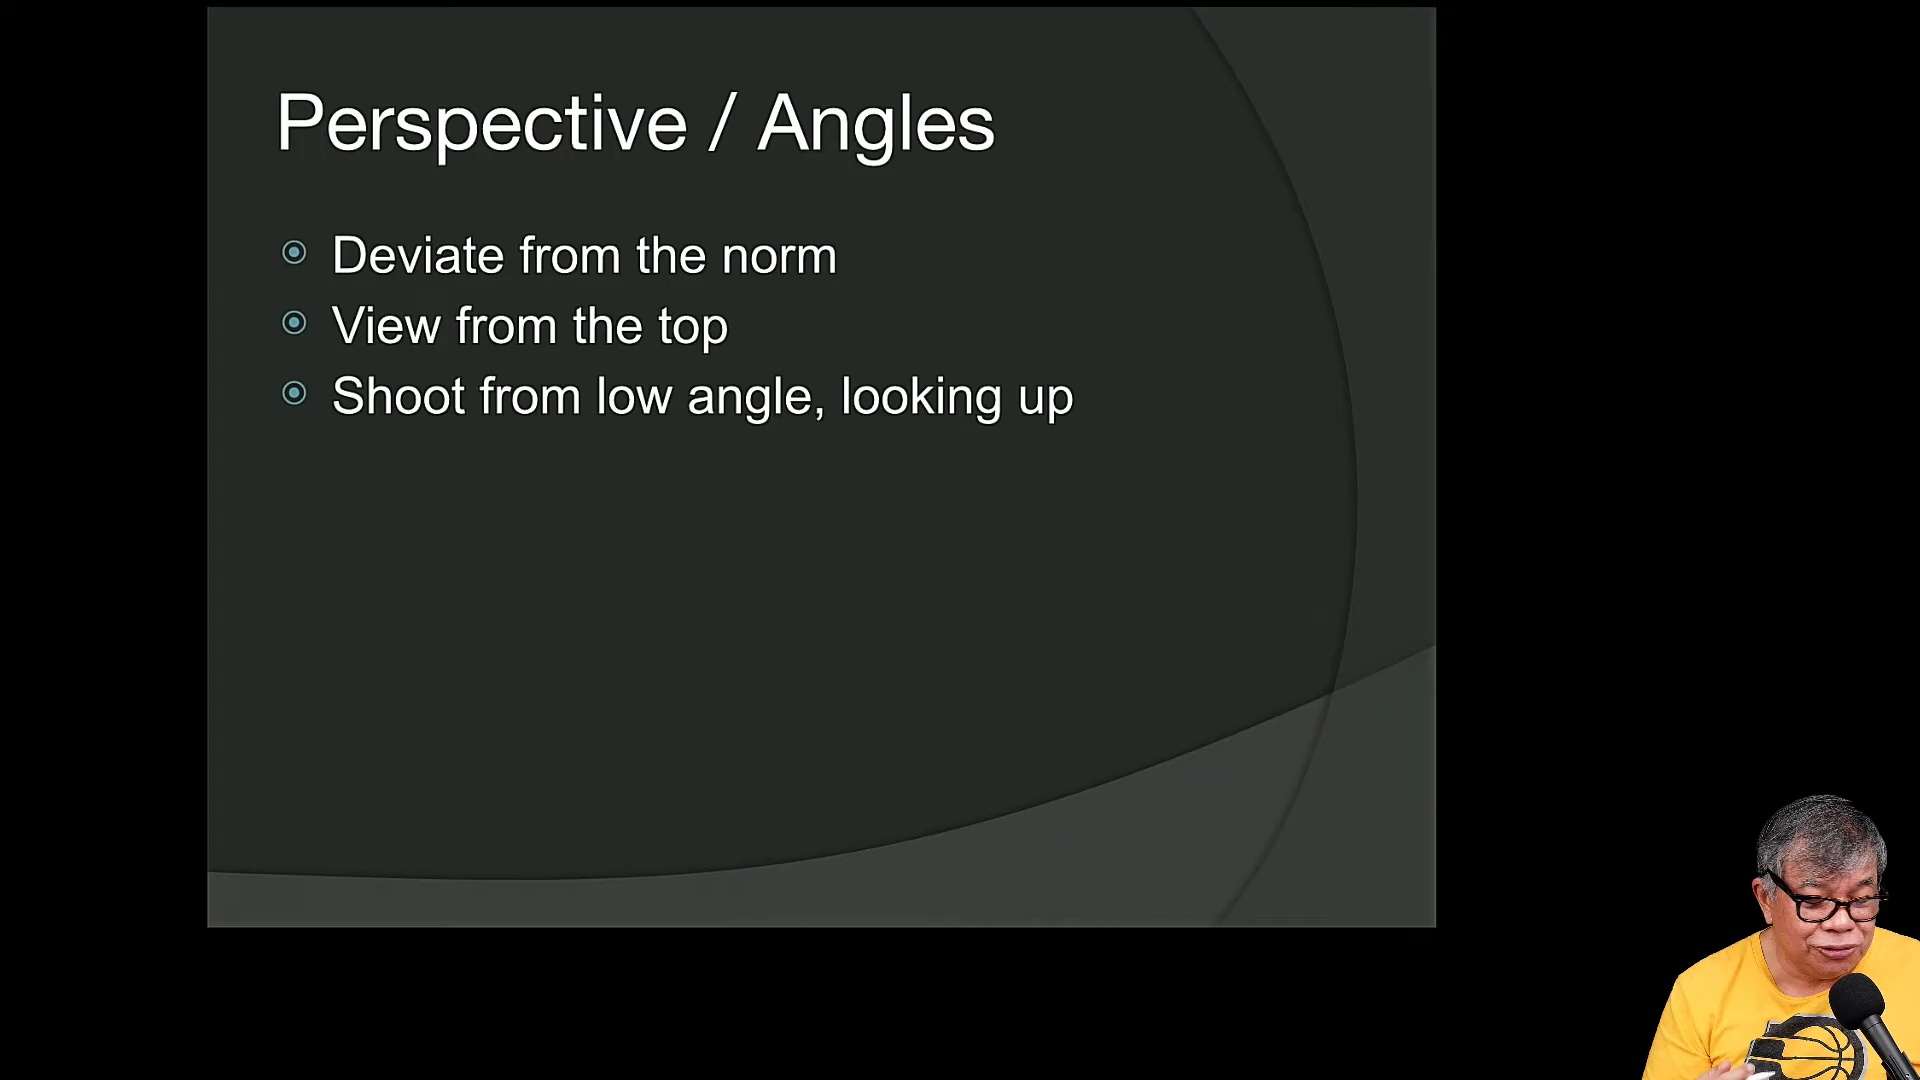 Perspective / Angles
Deviate from the norm
View from the top
Shoot from low angle, looking up